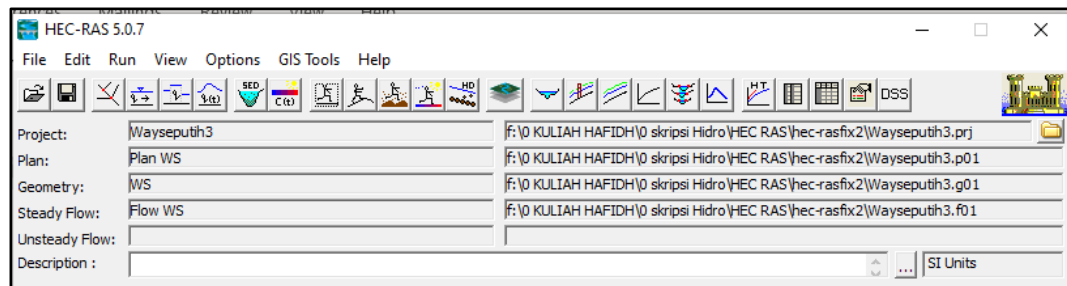 HEC-RAS 5.0.7
File Edit Run View Options GIS Tools Help
SED C(t) HD HT DSS
Project: Wayseputih3 f:\0 KULIAH HAFIDH\0 skripsi Hidro\HEC RAS\hec-rasfix2\Wayseputih3.prj
Plan: Plan WS f:\0 KULIAH HAFIDH\0 skripsi Hidro\HEC RAS\hec-rasfix2\Wayseputih3.p01
Geometry: WS f:\0 KULIAH HAFIDH\0 skripsi Hidro\HEC RAS\hec-rasfix2\Wayseputih3.g01
Steady Flow: Flow WS f:\0 KULIAH HAFIDH\0 skripsi Hidro\HEC RAS\hec-rasfix2\Wayseputih3.f01
Unsteady Flow:
Description : ... SI Units